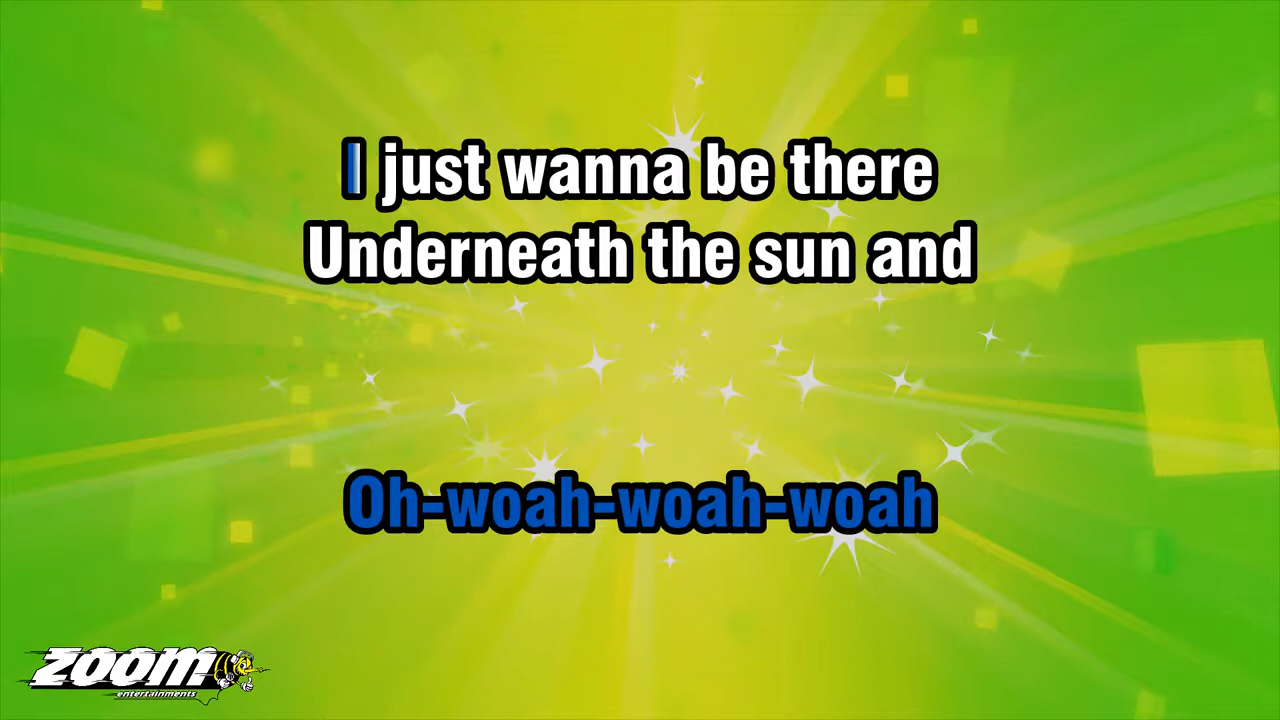 I just wanna be there
Underneath the sun and
Oh-woah-woah-woah
zoom
entertainments